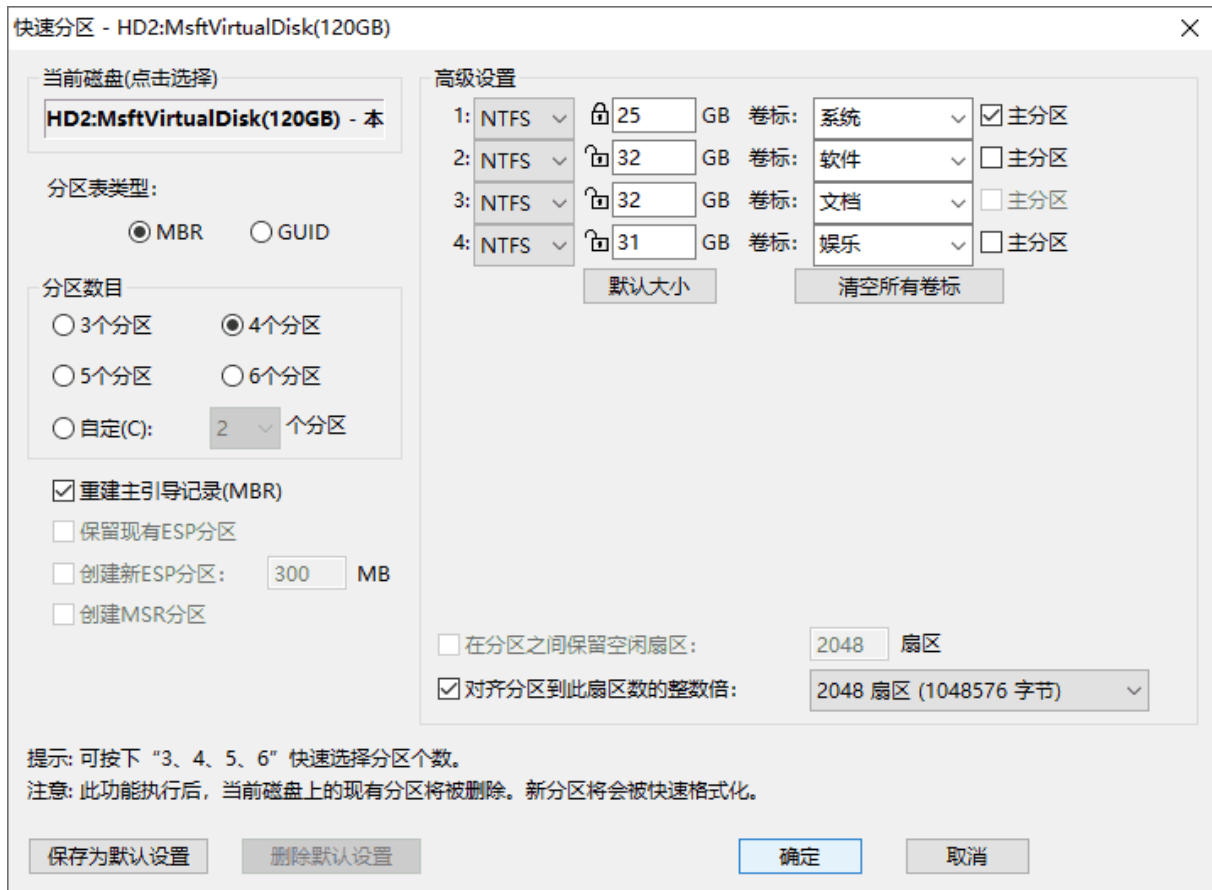 快速分区 - HD2:MsftVirtualDisk(120GB)
当前磁盘(点击选择)
HD2:MsftVirtualDisk(120GB) - 本
分区表类型:
MBR GUID
分区数目
3个分区 4个分区
5个分区 6个分区
自定(C): 2 个分区
重建主引导记录(MBR)
保留现有ESP分区
创建新ESP分区: 300 MB
创建MSR分区
高级设置
1: NTFS 25 GB 卷标: 系统 主分区
2: NTFS 32 GB 卷标: 软件 主分区
3: NTFS 32 GB 卷标: 文档 主分区
4: NTFS 31 GB 卷标: 娱乐 主分区
默认大小 清空所有卷标
在分区之间保留空闲扇区: 2048 扇区
对齐分区到此扇区数的整数倍: 2048 扇区 (1048576 字节)
提示: 可按下“3、4、5、6”快速选择分区个数。
注意: 此功能执行后，当前磁盘上的现有分区将被删除。新分区将会被快速格式化。
保存为默认设置 删除默认设置 确定 取消